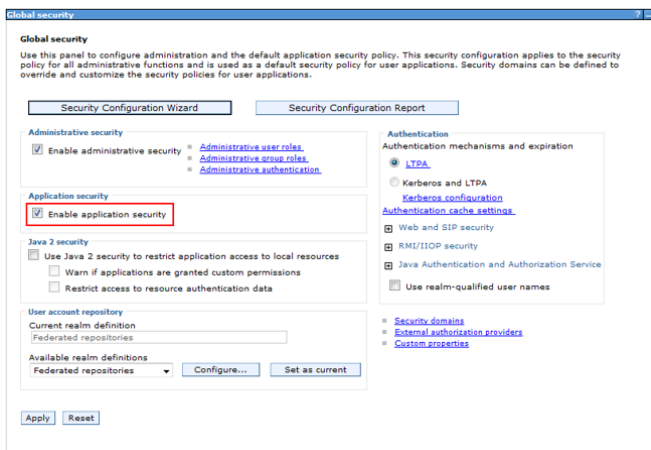 Global security
?
Global security
Use this panel to configure administration and the default application security policy. This security configuration applies to the security
policy for all administrative functions and is used as a default security policy for user applications. Security domains can be defined to
override and customize the security policies for user applications.
Security Configuration Wizard
Security Configuration Report
Administrative security
Enable administrative security
Administrative user roles
Administrative group roles
Administrative authentication
Application security
Enable application security
Java 2 security
Use Java 2 security to restrict application access to local resources
Warn if applications are granted custom permissions
Restrict access to resource authentication data
User account repository
Current realm definition
Federated repositories
Available realm definitions
Federated repositories
Configure...
Set as current
Authentication
Authentication mechanisms and expiration
LTPA
Kerberos and LTPA
Kerberos configuration
Authentication cache settings
Web and SIP security
RMI/IIOP security
Java Authentication and Authorization Service
Use realm-qualified user names
Security domains
External authorization providers
Custom properties
Apply
Reset